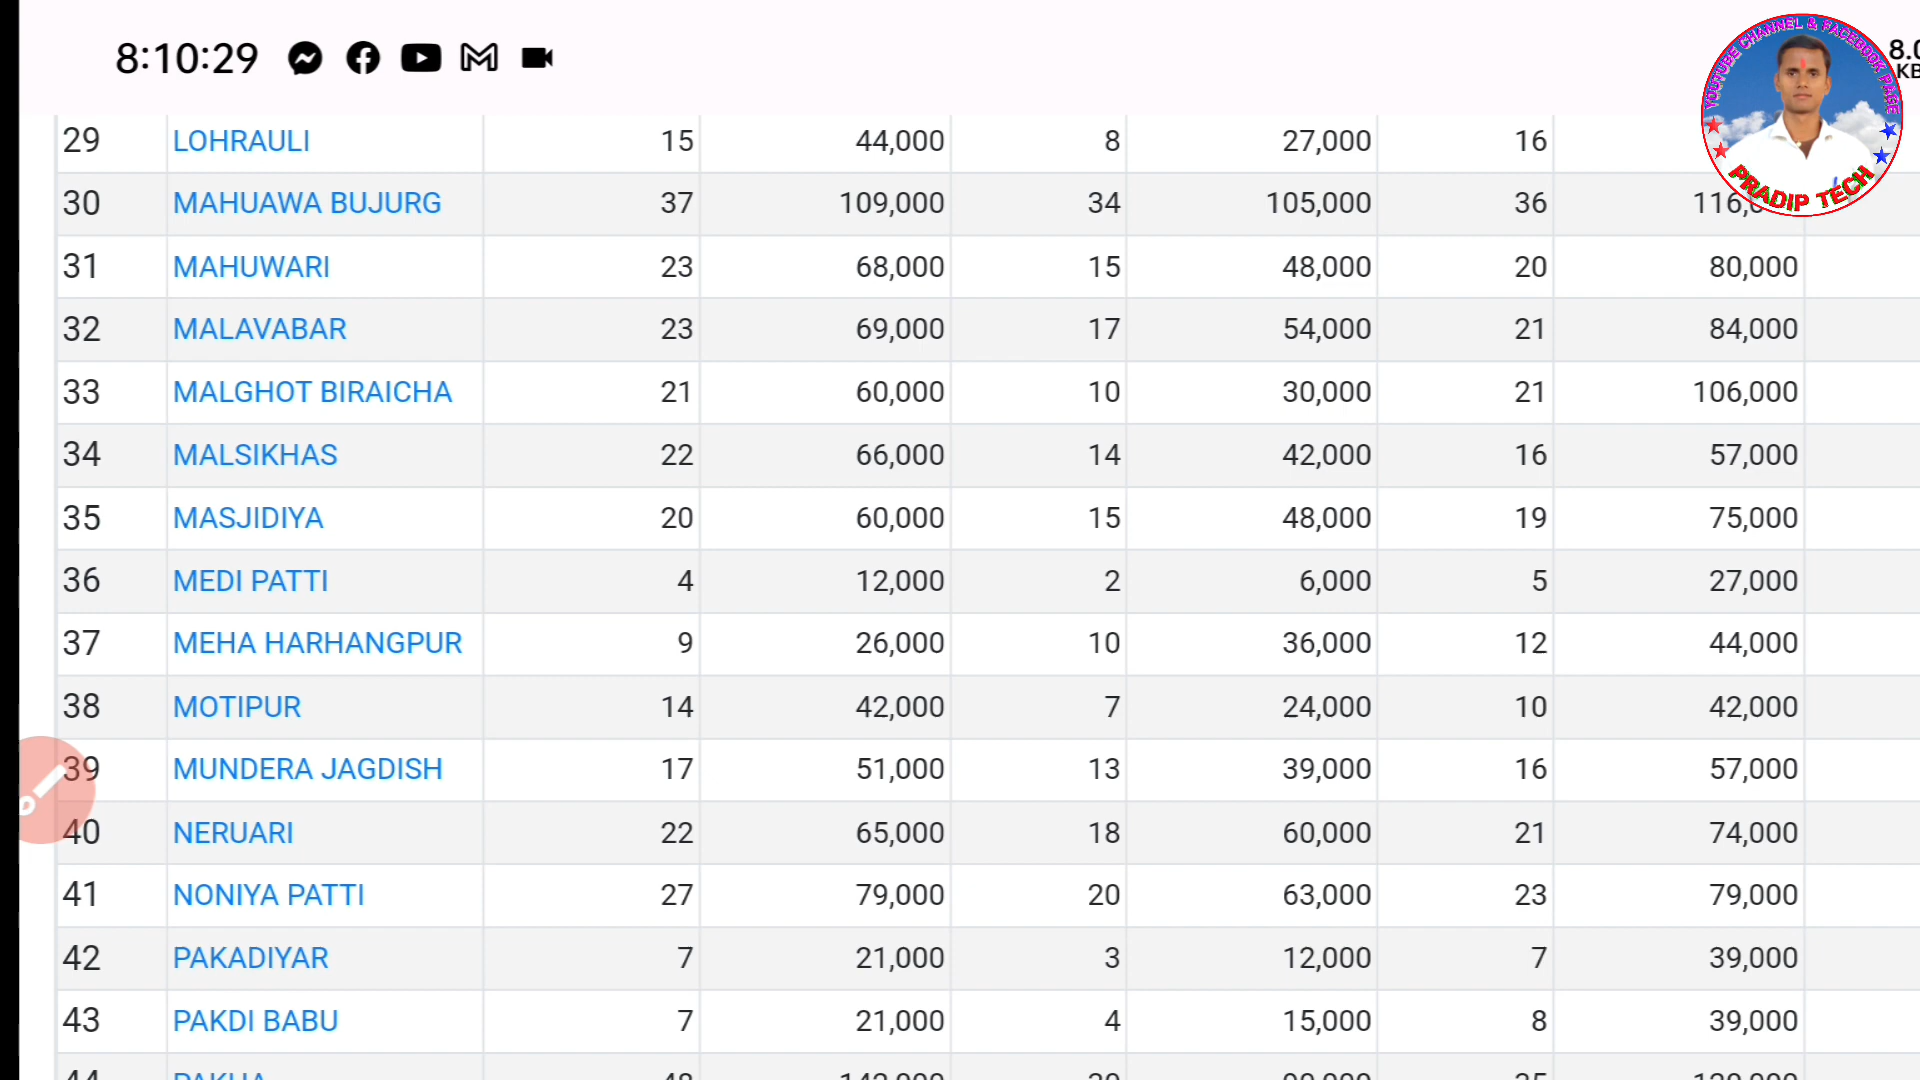 8:10:29
YOUTUBE CHANNEL & FACEBOOK PAGE
PRADIP TECH
29 LOHRAULI 15 44,000 8 27,000 16
30 MAHUAWA BUJURG 37 109,000 34 105,000 36
31 MAHUWARI 23 68,000 15 48,000 20 80,000
32 MALAVABAR 23 69,000 17 54,000 21 84,000
33 MALGHOT BIRAICHA 21 60,000 10 30,000 21 106,000
34 MALSIKHAS 22 66,000 14 42,000 16 57,000
35 MASJIDIYA 20 60,000 15 48,000 19 75,000
36 MEDI PATTI 4 12,000 2 6,000 5 27,000
37 MEHA HARHANGPUR 9 26,000 10 36,000 12 44,000
38 MOTIPUR 14 42,000 7 24,000 10 42,000
39 MUNDERA JAGDISH 17 51,000 13 39,000 16 57,000
40 NERUARI 22 65,000 18 60,000 21 74,000
41 NONIYA PATTI 27 79,000 20 63,000 23 79,000
42 PAKADIYAR 7 21,000 3 12,000 7 39,000
43 PAKDI BABU 7 21,000 4 15,000 8 39,000